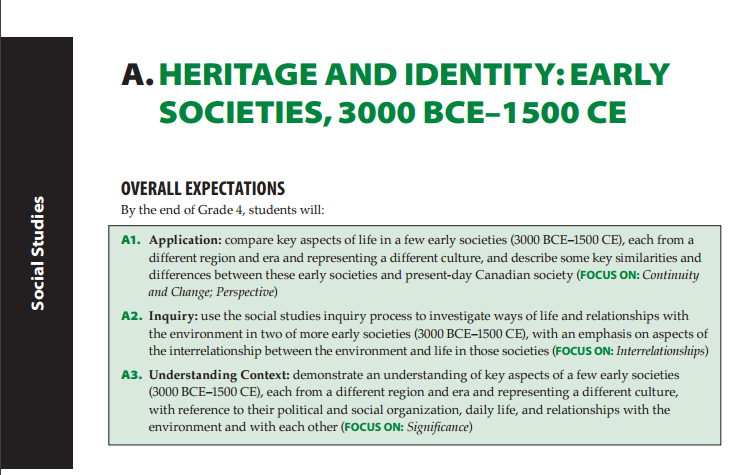 Social Studies
A. HERITAGE AND IDENTITY: EARLY
SOCIETIES, 3000 BCE–1500 CE
OVERALL EXPECTATIONS
By the end of Grade 4, students will:
A1. Application: compare key aspects of life in a few early societies (3000 BCE–1500 CE), each from a
different region and era and representing a different culture, and describe some key similarities and
differences between these early societies and present-day Canadian society (FOCUS ON: Continuity
and Change; Perspective)
A2. Inquiry: use the social studies inquiry process to investigate ways of life and relationships with
the environment in two of more early societies (3000 BCE–1500 CE), with an emphasis on aspects of
the interrelationship between the environment and life in those societies (FOCUS ON: Interrelationships)
A3. Understanding Context: demonstrate an understanding of key aspects of a few early societies
(3000 BCE–1500 CE), each from a different region and era and representing a different culture,
with reference to their political and social organization, daily life, and relationships with the
environment and with each other (FOCUS ON: Significance)